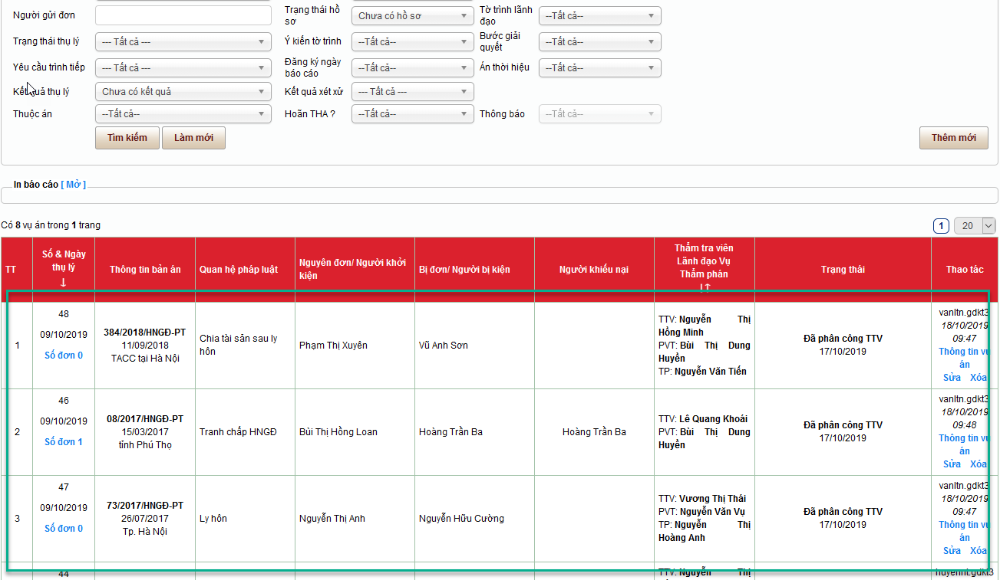 Người gửi đơn
Trạng thái hồ sơ
Chưa có hồ sơ
Tờ trình lãnh đạo
--Tất cả--
Trạng thái thụ lý
--- Tất cả ---
Ý kiến tờ trình
--Tất cả--
Bước giải quyết
--Tất cả--
Yêu cầu trình tiếp
--- Tất cả ---
Đăng ký ngày báo cáo
--Tất cả--
Án thời hiệu
--Tất cả--
Kết quả thụ lý
Chưa có kết quả
Kết quả xét xử
--- Tất cả ---
Thuộc án
--Tất cả--
Hoãn THA ?
--Tất cả--
Thông báo
--Tất cả--
Tìm kiếm
Làm mới
Thêm mới
In báo cáo [ Mở ]
Có 8 vụ án trong 1 trang
1
20
TT
Số & Ngày
thụ lý
↓
Thông tin bản án
Quan hệ pháp luật
Nguyên đơn/ Người khởi
kiện
Bị đơn/ Người bị kiện
Người khiếu nại
Thẩm tra viên
Lãnh đạo Vụ
Thẩm phán
↓↑
Trạng thái
Thao tác
1
48
09/10/2019
Số đơn 0
384/2018/HNGĐ-PT
11/09/2018
TACC tại Hà Nội
Chia tài sản sau ly
hôn
Phạm Thị Xuyên
Vũ Anh Sơn
TTV: Nguyễn Thị
Hồng Minh
PVT: Bùi Thị Dung
Huyền
TP: Nguyễn Văn Tiến
Đã phân công TTV
17/10/2019
vanltn.gdkt3
18/10/2019
09:47
Thông tin vụ
án
Sửa Xóa
2
46
09/10/2019
Số đơn 1
08/2017/HNGĐ-PT
15/03/2017
tỉnh Phú Thọ
Tranh chấp HNGĐ
Bùi Thị Hồng Loan
Hoàng Trần Ba
Hoàng Trần Ba
TTV: Lê Quang Khoái
PVT: Bùi Thị Dung
Huyền
Đã phân công TTV
17/10/2019
vanltn.gdkt3
18/10/2019
09:48
Thông tin vụ
án
Sửa Xóa
3
47
09/10/2019
Số đơn 0
73/2017/HNGĐ-PT
26/07/2017
Tp. Hà Nội
Ly hôn
Nguyễn Thị Anh
Nguyễn Hữu Cường
TTV: Vương Thị Thái
PVT: Nguyễn Văn Vụ
TP: Nguyễn Thị
Hoàng Anh
Đã phân công TTV
17/10/2019
vanltn.gdkt3
18/10/2019
09:47
Thông tin vụ
án
Sửa Xóa
44
TTV: Nguyễn Thị
huyennt.gdkt3